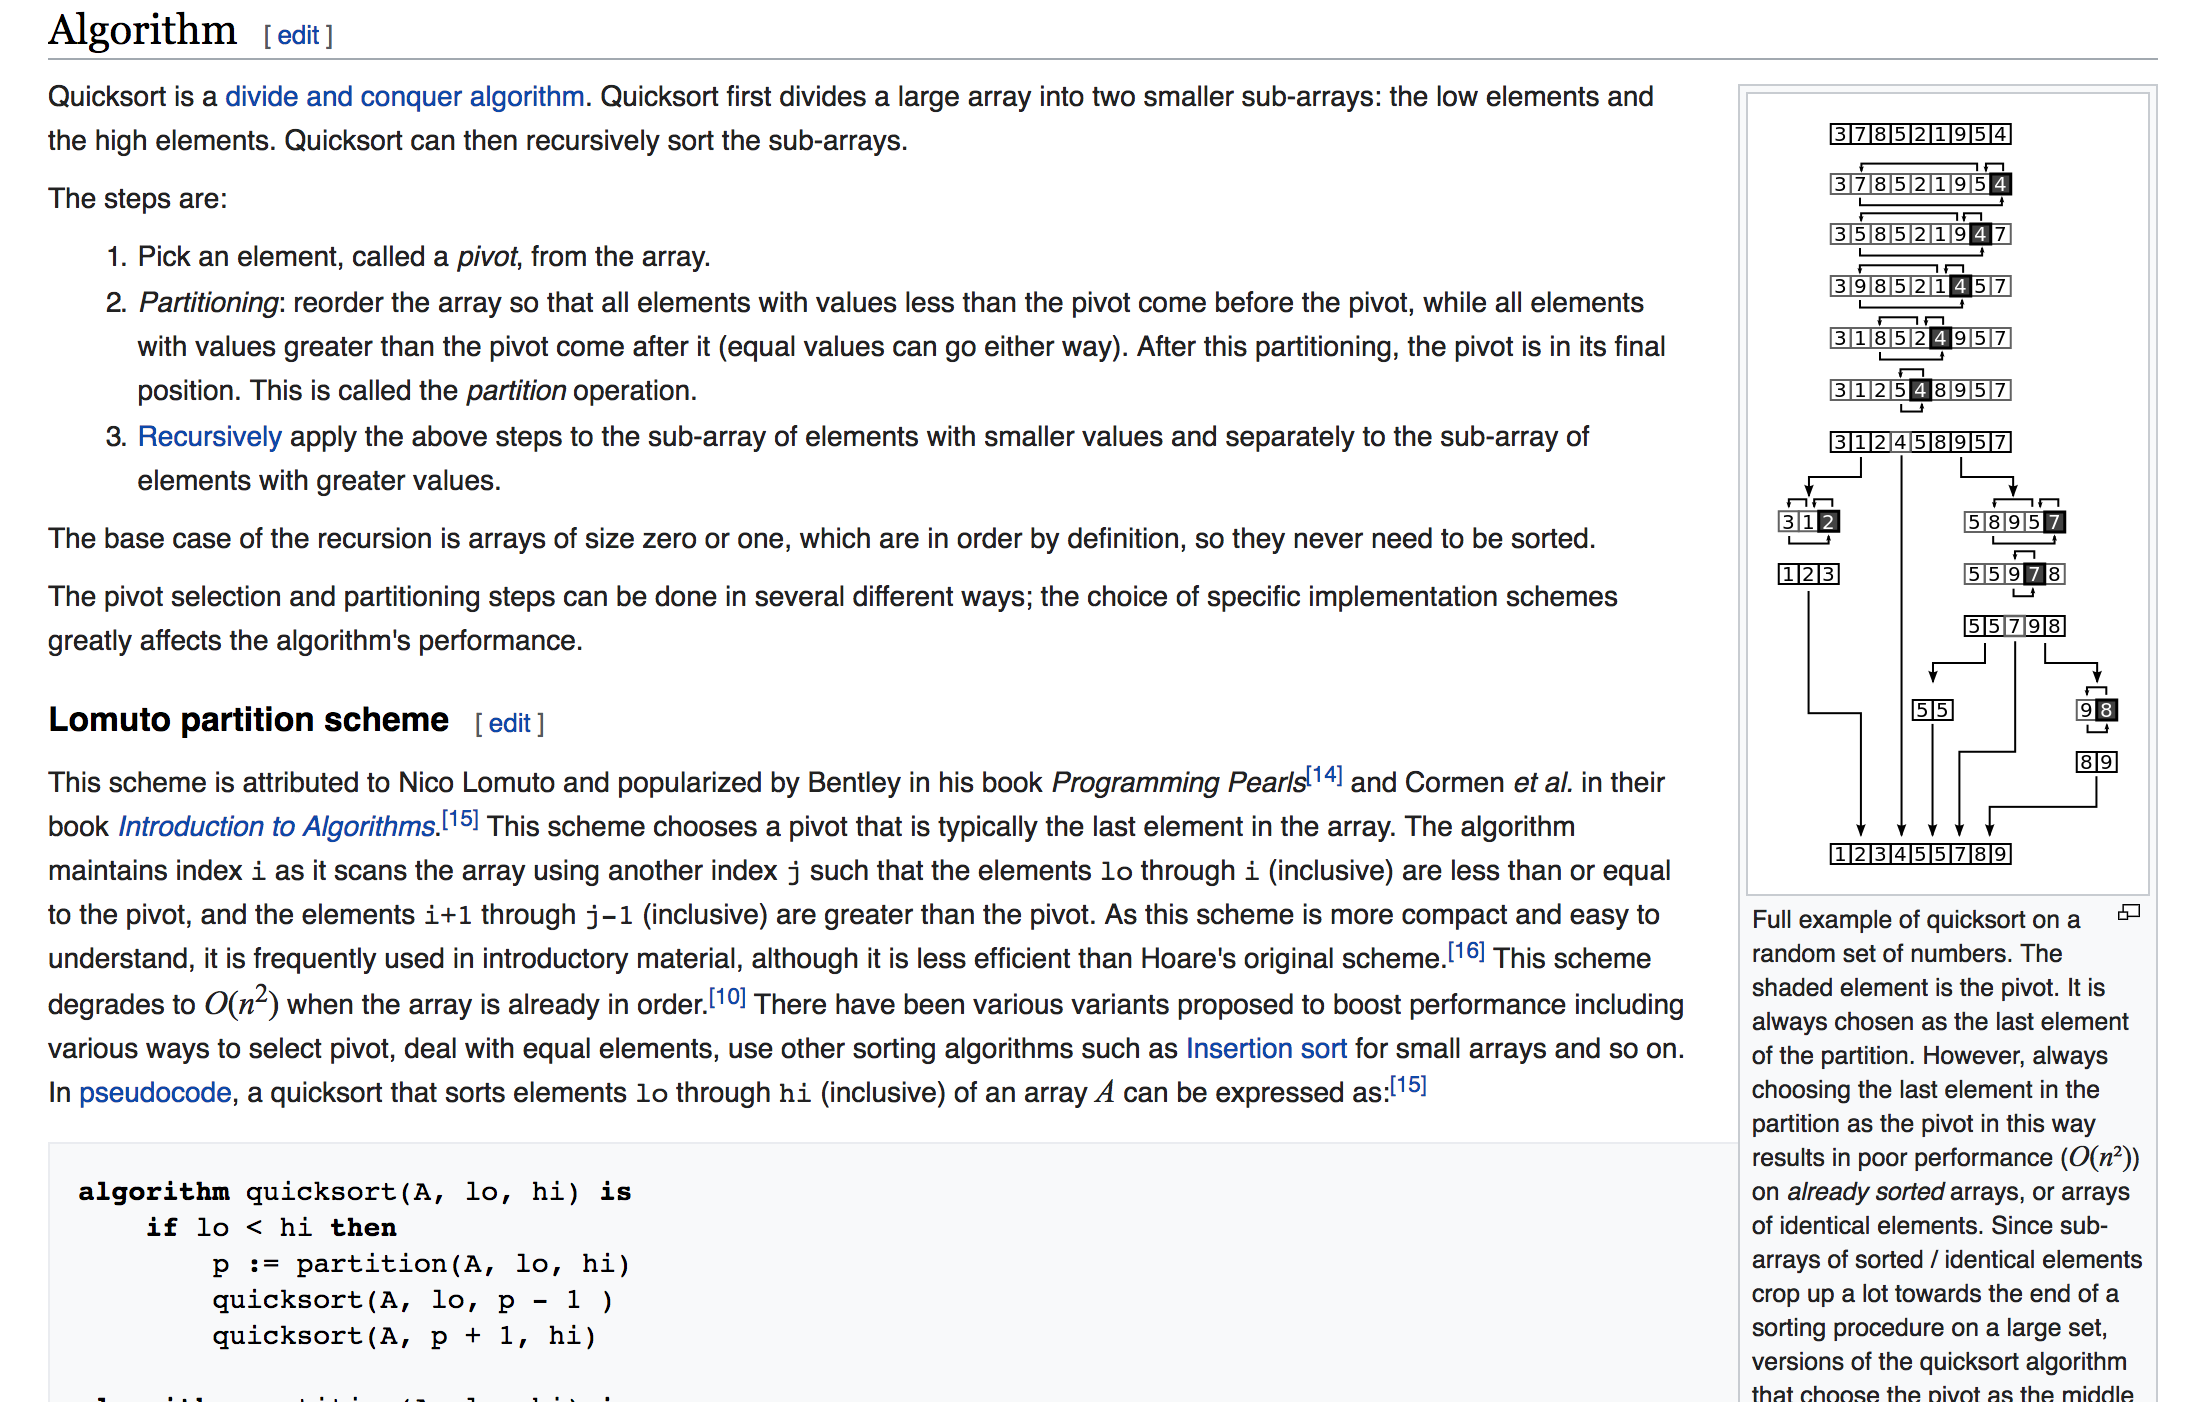 Algorithm [ edit ]
Quicksort is a divide and conquer algorithm. Quicksort first divides a large array into two smaller sub-arrays: the low elements and
the high elements. Quicksort can then recursively sort the sub-arrays.
The steps are:
1. Pick an element, called a pivot, from the array.
2. Partitioning: reorder the array so that all elements with values less than the pivot come before the pivot, while all elements
with values greater than the pivot come after it (equal values can go either way). After this partitioning, the pivot is in its final
position. This is called the partition operation.
3. Recursively apply the above steps to the sub-array of elements with smaller values and separately to the sub-array of
elements with greater values.
The base case of the recursion is arrays of size zero or one, which are in order by definition, so they never need to be sorted.
The pivot selection and partitioning steps can be done in several different ways; the choice of specific implementation schemes
greatly affects the algorithm's performance.
Lomuto partition scheme [ edit ]
This scheme is attributed to Nico Lomuto and popularized by Bentley in his book Programming Pearls[14] and Cormen et al. in their
book Introduction to Algorithms.[15] This scheme chooses a pivot that is typically the last element in the array. The algorithm
maintains index i as it scans the array using another index j such that the elements lo through i (inclusive) are less than or equal
to the pivot, and the elements i+1 through j-1 (inclusive) are greater than the pivot. As this scheme is more compact and easy to
understand, it is frequently used in introductory material, although it is less efficient than Hoare's original scheme.[16] This scheme
degrades to O(n²) when the array is already in order.[10] There have been various variants proposed to boost performance including
various ways to select pivot, deal with equal elements, use other sorting algorithms such as Insertion sort for small arrays and so on.
In pseudocode, a quicksort that sorts elements lo through hi (inclusive) of an array A can be expressed as:[15]
algorithm quicksort(A, lo, hi) is
if lo < hi then
p := partition(A, lo, hi)
quicksort(A, lo, p - 1 )
quicksort(A, p + 1, hi)
3 7 8 5 2 1 9 5 4
3 7 8 5 2 1 9 5 4
3 5 8 5 2 1 9 4 7
3 9 8 5 2 1 4 5 7
3 1 8 5 2 4 9 5 7
3 1 2 5 4 8 9 5 7
3 1 2 4 5 8 9 5 7
3 1 2
5 8 9 5 7
1 2 3
5 5 9 7 8
5 5 7 9 8
5 5
9 8
8 9
1 2 3 4 5 5 7 8 9
Full example of quicksort on a
random set of numbers. The
shaded element is the pivot. It is
always chosen as the last element
of the partition. However, always
choosing the last element in the
partition as the pivot in this way
results in poor performance (O(n²))
on already sorted arrays, or arrays
of identical elements. Since sub-
arrays of sorted / identical elements
crop up a lot towards the end of a
sorting procedure on a large set,
versions of the quicksort algorithm
that choose the pivot as the middle